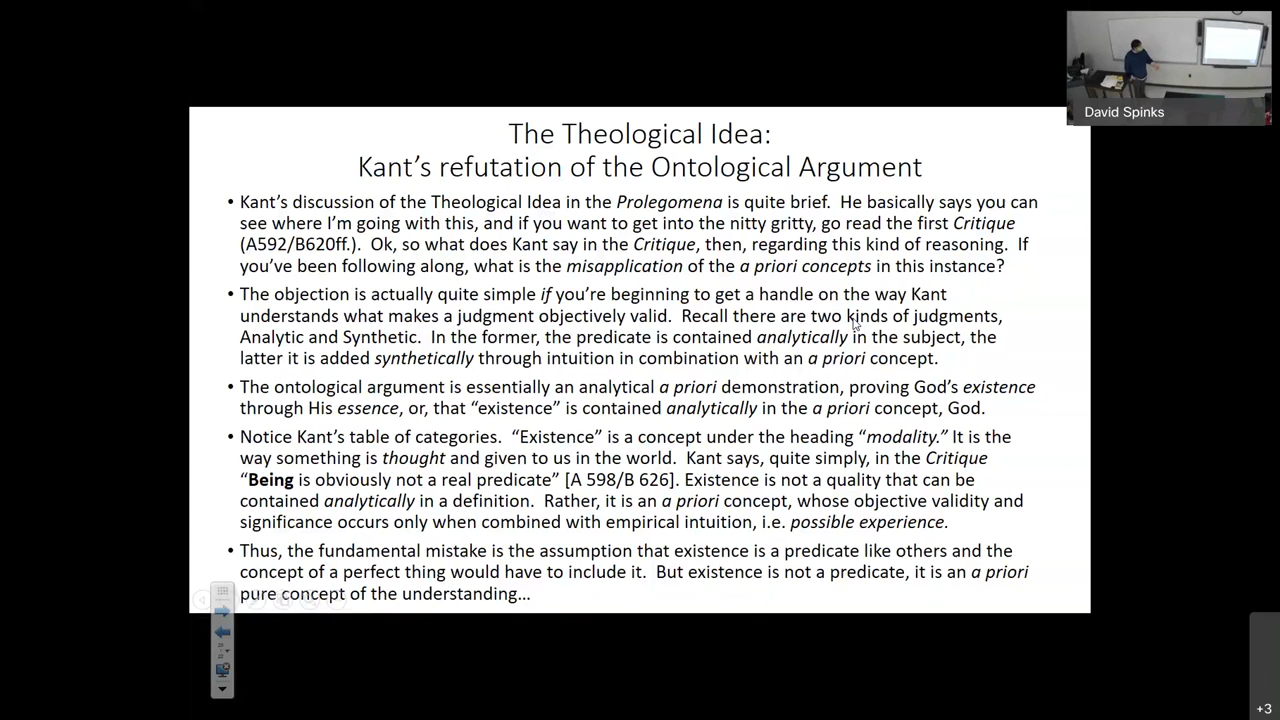 David Spinks
The Theological Idea:
Kant's refutation of the Ontological Argument
• Kant's discussion of the Theological Idea in the Prolegomena is quite brief.  He basically says you can
see where I'm going with this, and if you want to get into the nitty gritty, go read the first Critique
(A592/B620ff.).  Ok, so what does Kant say in the Critique, then, regarding this kind of reasoning.  If
you've been following along, what is the misapplication of the a priori concepts in this instance?
• The objection is actually quite simple if you're beginning to get a handle on the way Kant
understands what makes a judgment objectively valid.  Recall there are two kinds of judgments,
Analytic and Synthetic.  In the former, the predicate is contained analytically in the subject, the
latter it is added synthetically through intuition in combination with an a priori concept.
• The ontological argument is essentially an analytical a priori demonstration, proving God's existence
through His essence, or, that "existence" is contained analytically in the a priori concept, God.
• Notice Kant's table of categories.  "Existence" is a concept under the heading "modality." It is the
way something is thought and given to us in the world.  Kant says, quite simply, in the Critique
"Being is obviously not a real predicate" [A 598/B 626]. Existence is not a quality that can be
contained analytically in a definition.  Rather, it is an a priori concept, whose objective validity and
significance occurs only when combined with empirical intuition, i.e. possible experience.
• Thus, the fundamental mistake is the assumption that existence is a predicate like others and the
concept of a perfect thing would have to include it.  But existence is not a predicate, it is an a priori
pure concept of the understanding…
+3